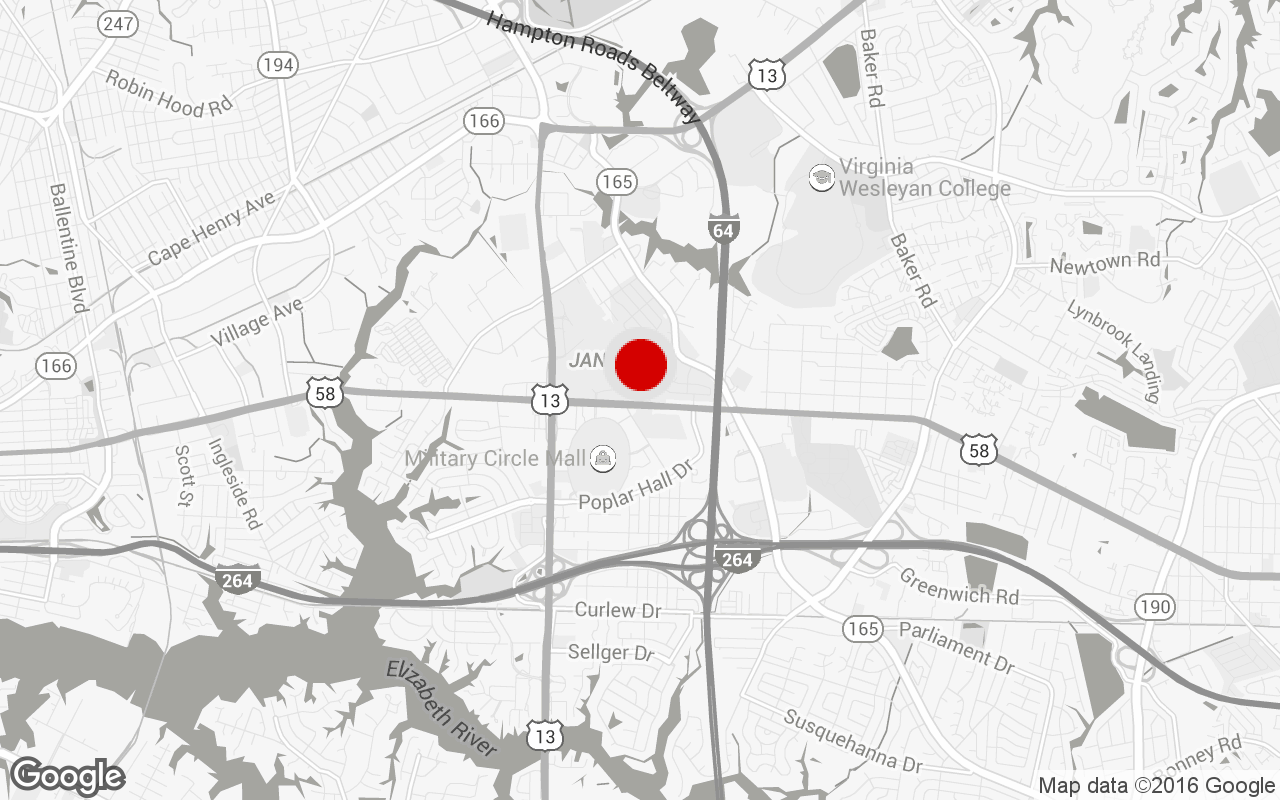 247
Hampton Roads Beltway
194
13
Baker Rd
Robin Hood Rd
166
Virginia
Wesleyan College
165
Ballentine Blvd
Cape Henry Ave
64
Baker Rd
Newtown Rd
Village Ave
Lynbrook Landing
166
JAN
58
13
Military Circle Mall
58
Scott St
Ingleside Rd
Poplar Hall Dr
264
264
Greenwich Rd
Curlew Dr
190
165
Parliament Dr
Sellger Dr
Elizabeth River
13
Susquehanna Dr
Bonney Rd
Google
Map data ©2016 Google